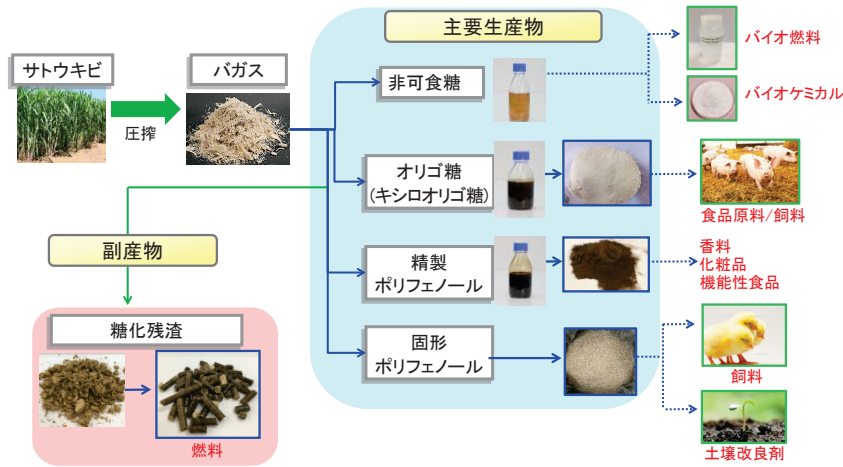 主要生産物
サトウキビ
圧搾
バガス
非可食糖
バイオ燃料
バイオケミカル
オリゴ糖
(キシロオリゴ糖)
食品原料/飼料
精製
ポリフェノール
香料
化粧品
機能性食品
固形
ポリフェノール
飼料
土壌改良剤
副産物
糖化残渣
燃料